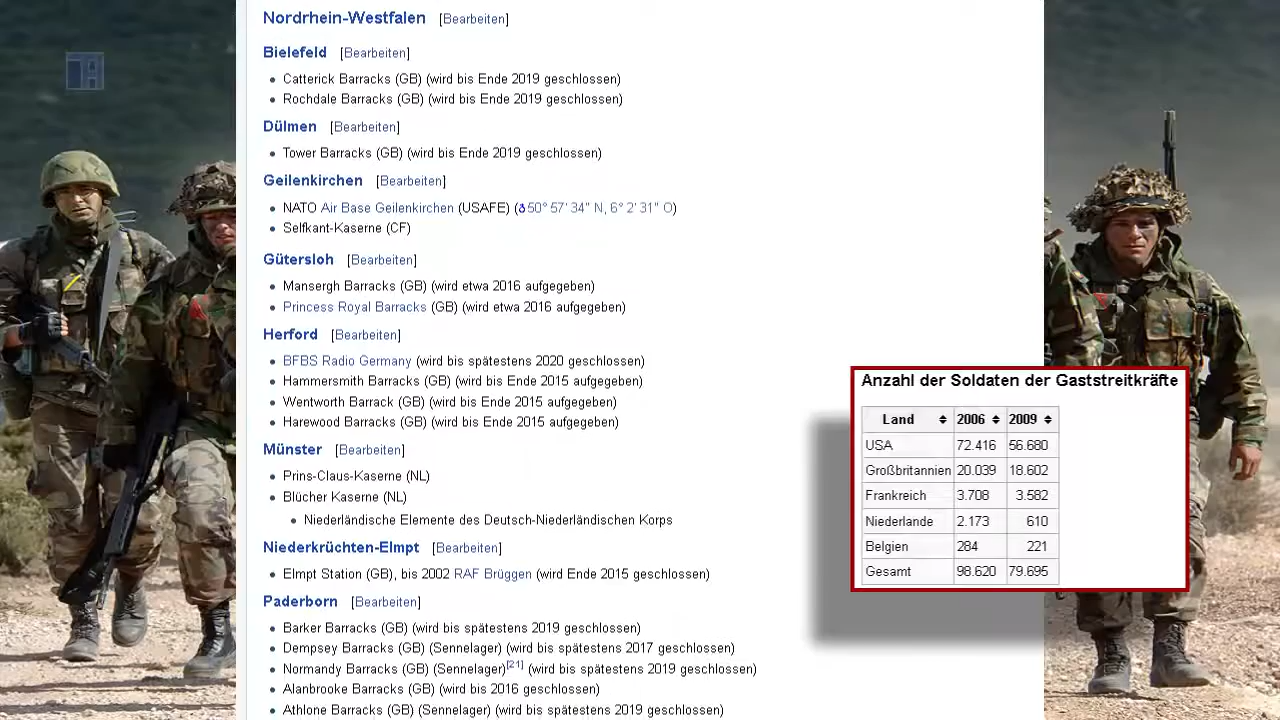 Nordrhein-Westfalen [Bearbeiten]
Bielefeld [Bearbeiten]
Catterick Barracks (GB) (wird bis Ende 2019 geschlossen)
Rochdale Barracks (GB) (wird bis Ende 2019 geschlossen)
Dülmen [Bearbeiten]
Tower Barracks (GB) (wird bis Ende 2019 geschlossen)
Geilenkirchen [Bearbeiten]
NATO Air Base Geilenkirchen (USAFE) (50° 57' 34" N, 6° 2' 31" O)
Selfkant-Kaserne (CF)
Gütersloh [Bearbeiten]
Mansergh Barracks (GB) (wird etwa 2016 aufgegeben)
Princess Royal Barracks (GB) (wird etwa 2016 aufgegeben)
Herford [Bearbeiten]
BFBS Radio Germany (wird bis spätestens 2020 geschlossen)
Hammersmith Barracks (GB) (wird bis Ende 2015 aufgegeben)
Wentworth Barrack (GB) (wird bis Ende 2015 aufgegeben)
Harewood Barracks (GB) (wird bis Ende 2015 aufgegeben)
Münster [Bearbeiten]
Prins-Claus-Kaserne (NL)
Blücher Kaserne (NL)
Niederländische Elemente des Deutsch-Niederländischen Korps
Niederkrüchten-Elmpt [Bearbeiten]
Elmpt Station (GB), bis 2002 RAF Brüggen (wird Ende 2015 geschlossen)
Paderborn [Bearbeiten]
Barker Barracks (GB) (wird bis spätestens 2019 geschlossen)
Dempsey Barracks (GB) (Sennelager) (wird bis spätestens 2017 geschlossen)
Normandy Barracks (GB) (Sennelager)[21] (wird bis spätestens 2019 geschlossen)
Alanbrooke Barracks (GB) (wird bis 2016 geschlossen)
Athlone Barracks (GB) (Sennelager) (wird bis spätestens 2019 geschlossen)
Anzahl der Soldaten der Gaststreitkräfte
Land 2006 2009
USA 72.416 56.680
Großbritannien 20.039 18.602
Frankreich 3.708 3.582
Niederlande 2.173 610
Belgien 284 221
Gesamt 98.620 79.695